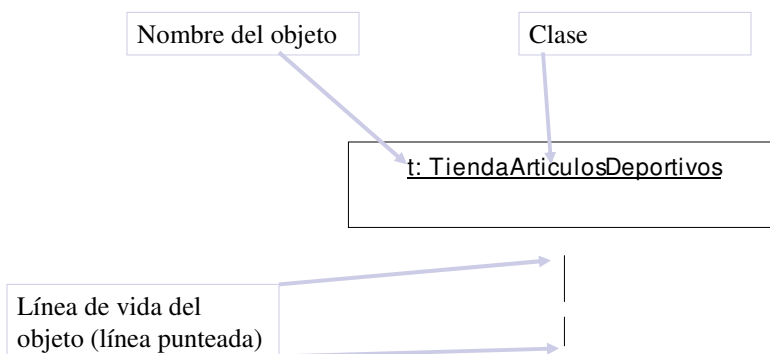 Nombre del objeto
Clase
t: TiendaArticulosDeportivos
Línea de vida del
objeto (línea punteada)